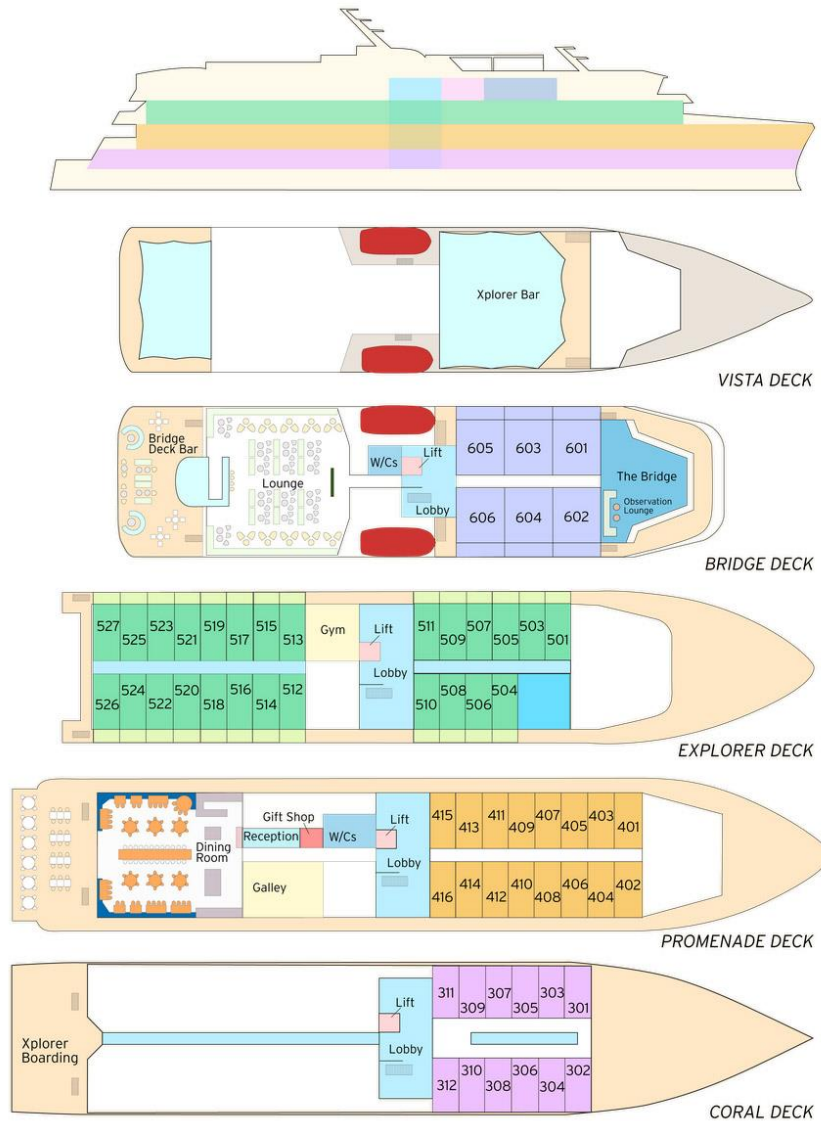 Xplorer Bar
VISTA DECK
Bridge
Deck Bar
Lounge
W/Cs
Lift
Lobby
605 603 601
606 604 602
The Bridge
Observation
Lounge
BRIDGE DECK
527 525 523 521 519 517 515 513
Gym
Lift
Lobby
511 509 507 505 503 501
526 524 522 520 518 516 514 512
510 508 506 504
EXPLORER DECK
Dining
Room
Gift Shop
Reception
W/Cs
Lift
Lobby
Galley
415 413 411 409 407 405 403 401
416 414 412 410 408 406 404 402
PROMENADE DECK
Xplorer
Boarding
Lift
Lobby
311 309 307 305 303 301
312 310 308 306 304 302
CORAL DECK